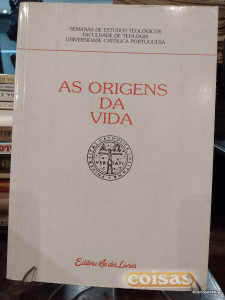 SEMANAS DE ESTUDOS TEOLÓGICOS
FACULDADE DE TEOLOGIA
UNIVERSIDADE CATÓLICA PORTUGUESA
AS ORIGENS
DA
VIDA
VERITATI
Editora Rei dos Livros
coisas